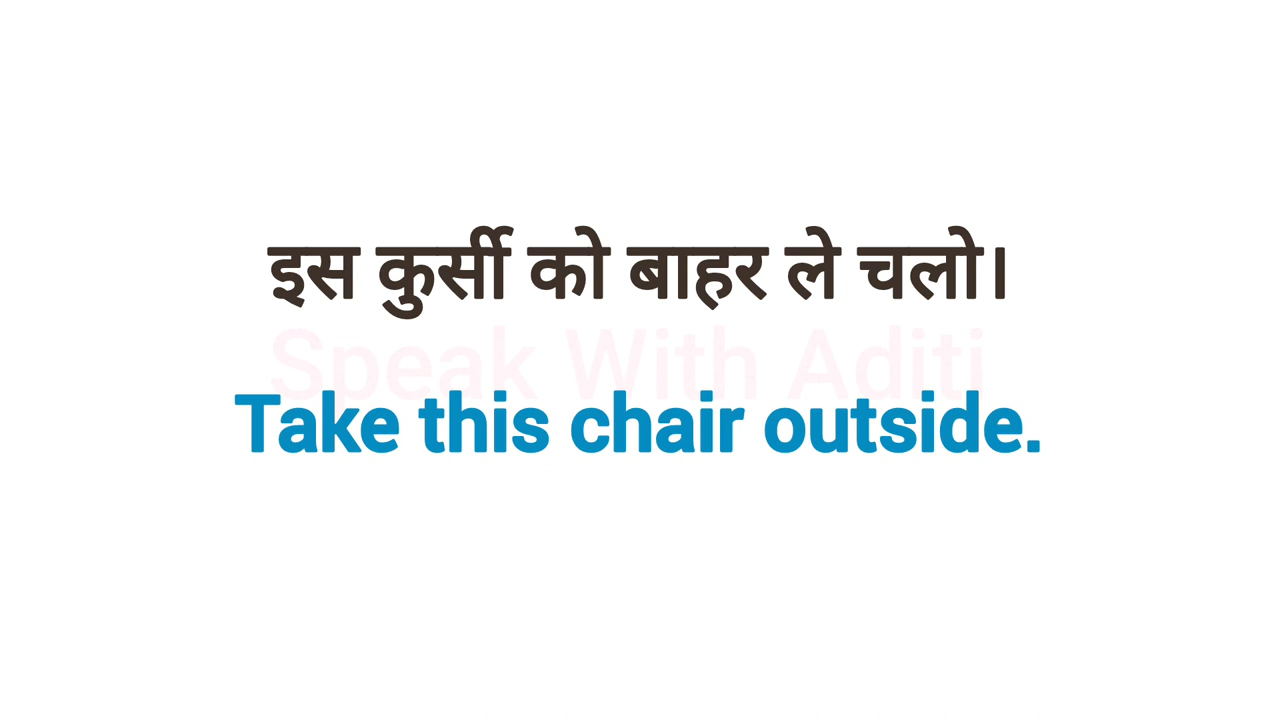 इस कुर्सी को बाहर ले चलो।
Speak With Aditi
Take this chair outside.